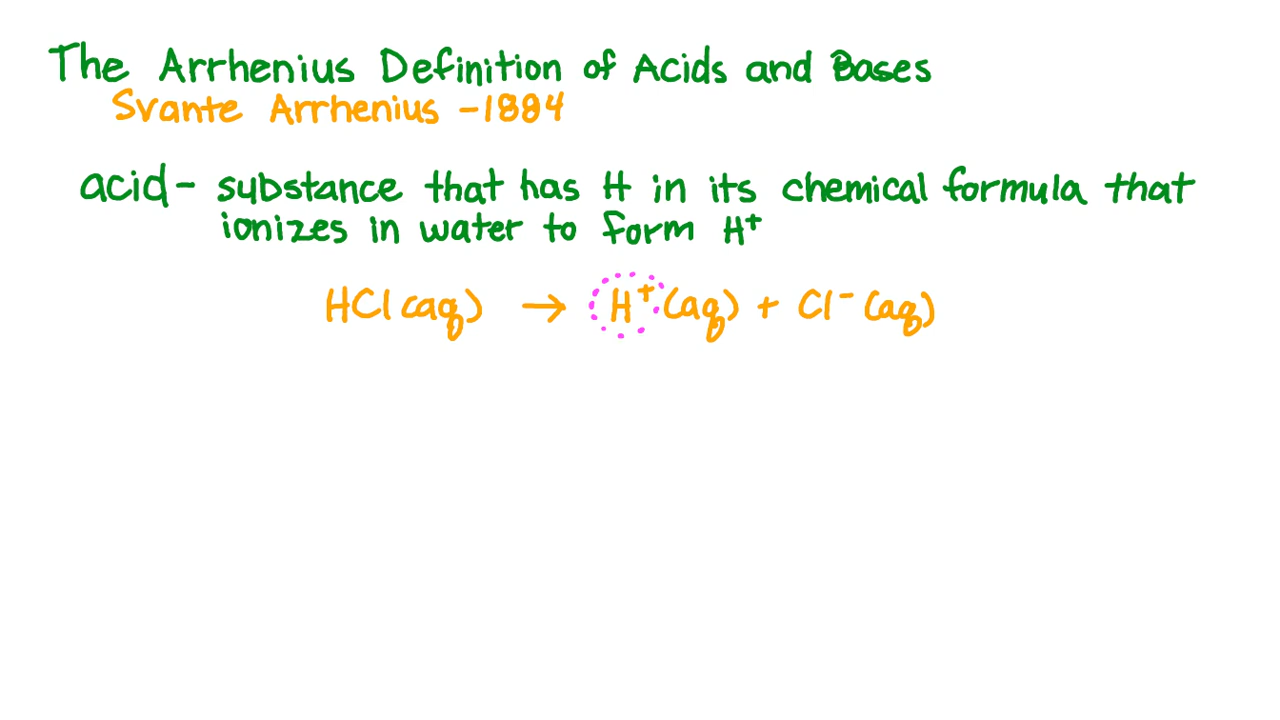 The Arrhenius Definition of Acids and Bases
Svante Arrhenius -1884
acid- substance that has H in its chemical formula that
ionizes in water to form H⁺
HCl(aq) → H⁺(aq) + Cl⁻(aq)